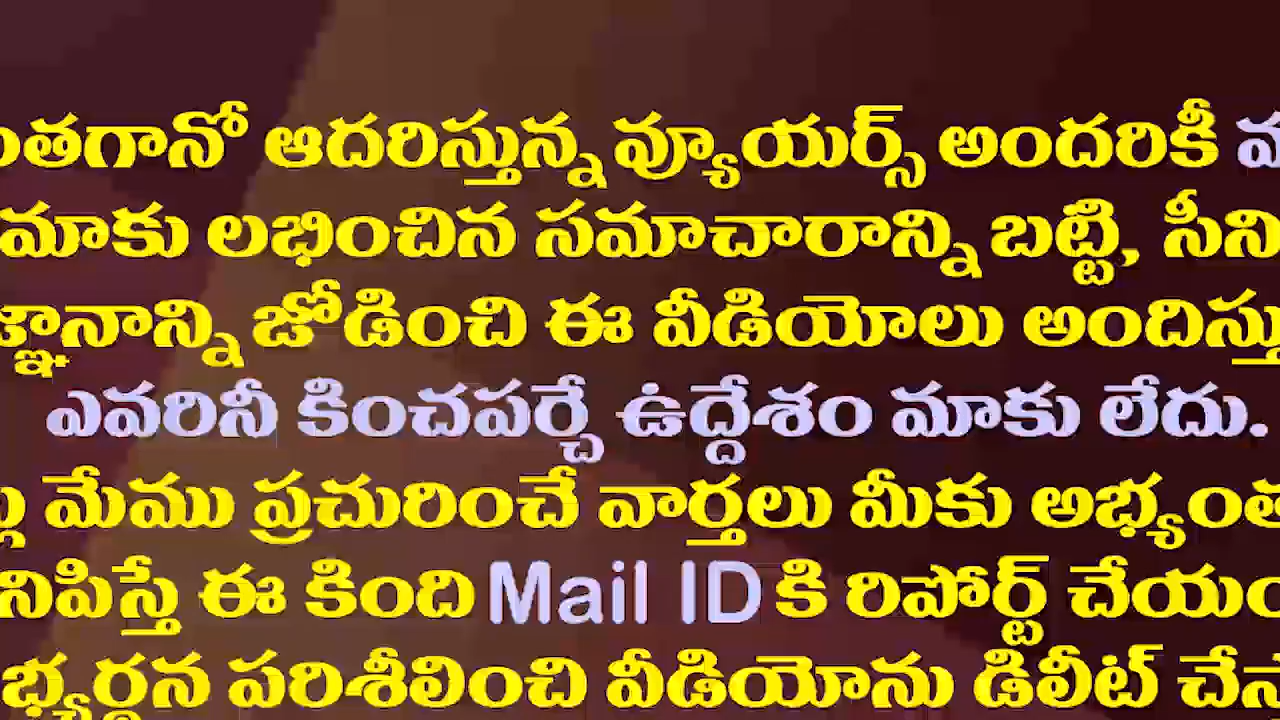 ఆదరిస్తున్న వ్యూయర్స్ అందరికీ
మాకు లభించిన సమాచారాన్ని బట్టి,
జోడించి ఈ వీడియోలు
ఎవరినీ కించపర్చే ఉద్దేశం మాకు లేదు.
మేము ప్రచురించే వార్తలు మీకు
ఈ కింది Mail ID కి రిపోర్ట్
పరిశీలించి వీడియోను డిలీట్